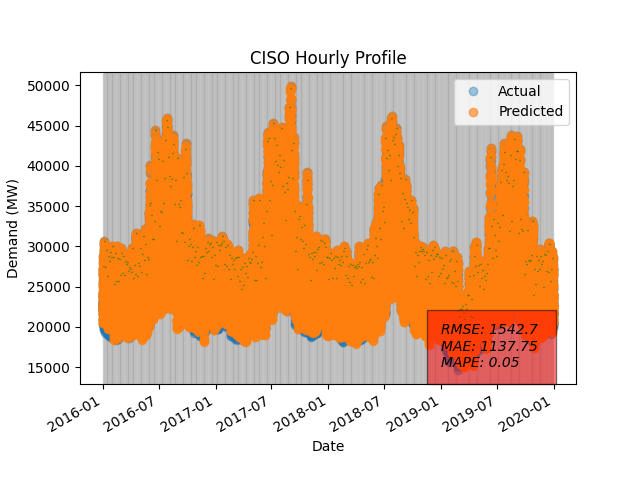 CISO Hourly Profile
Actual
Predicted
50000
45000
40000
35000
30000
25000
20000
15000
Demand (MW)
RMSE: 1542.7
MAE: 1137.75
MAPE: 0.05
2016-01
2016-07
2017-01
2017-07
2018-01
2018-07
2019-01
2019-07
2020-01
Date